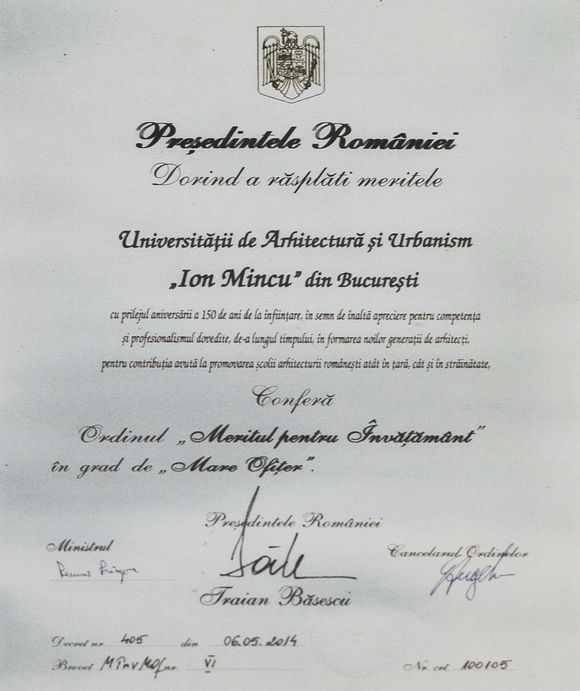 Președintele României
Dorind a răsplăti meritele
Universității de Arhitectură și Urbanism
„Ion Mincu” din București
cu prilejul aniversării a 150 de ani de la înființare, în semn de înaltă apreciere pentru competența
și profesionalismul dovedite, de-a lungul timpului, în formarea noilor generații de arhitecți,
pentru contribuția avută la promovarea școlii arhitecturii românești atât în țară, cât și în străinătate,
Conferă
Ordinul „Meritul pentru Învățământ”
în grad de „Mare Ofițer”.
Președintele României
Ministrul
Cancelarul Ordinelor
Traian Băsescu
Decret nr. 405 din 06.05.2014
Brevet MÎnv MOf nr. VI
Nr. crt. 100105